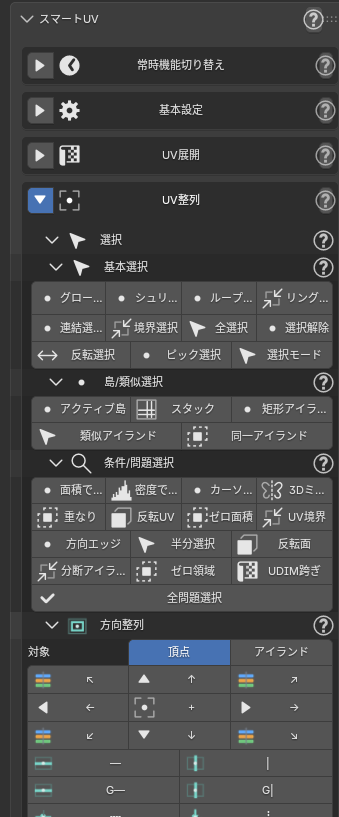 スマートUV
常時機能切り替え
基本設定
UV展開
UV整列
選択
基本選択
グロー... シュリ... ループ... リング...
連結選... 境界選択 全選択 選択解除
反転選択 ピック選択 選択モード
島/類似選択
アクティブ島 スタック 矩形アイラ...
類似アイランド 同一アイランド
条件/問題選択
面積で... 密度で... カーソ... 3Dミ...
重なり 反転UV ゼロ面積 UV境界
方向エッジ 半分選択 反転面
分断アイラ... ゼロ領域 UDIM跨ぎ
全問題選択
方向整列
対象 頂点 アイランド
↖ ↑ ↗
← + →
↙ ↓ ↘
― |
G― G|